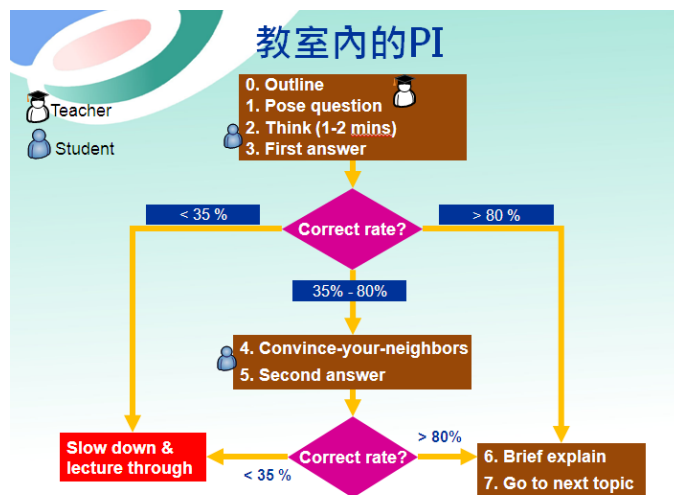 教室內的PI
Teacher
Student
0. Outline
1. Pose question
2. Think (1-2 mins)
3. First answer
< 35 %
Correct rate?
> 80 %
35% - 80%
4. Convince-your-neighbors
5. Second answer
Slow down &
lecture through
< 35 %
Correct rate?
> 80%
6. Brief explain
7. Go to next topic